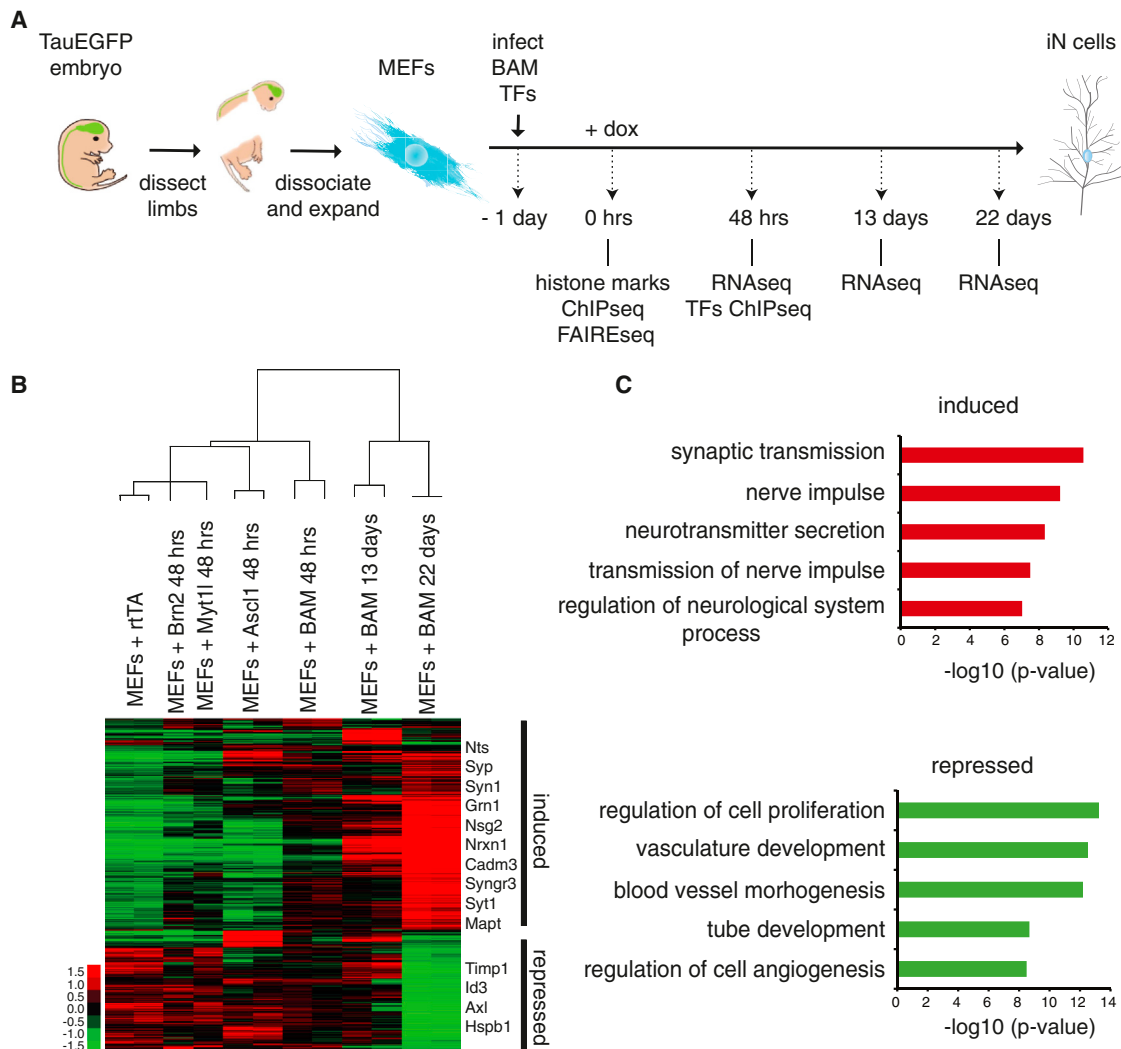 A
TauEGFP
embryo
dissect
limbs
dissociate
and expand
MEFs
infect
BAM
TFs
+ dox
iN cells
- 1 day
0 hrs
48 hrs
13 days
22 days
histone marks
ChIPseq
FAIREseq
RNAseq
TFs ChIPseq
RNAseq
RNAseq
B
MEFs + rtTA
MEFs + Brn2 48 hrs
MEFs + Myt1l 48 hrs
MEFs + Ascl1 48 hrs
MEFs + BAM 48 hrs
MEFs + BAM 13 days
MEFs + BAM 22 days
Nts
Syp
Syn1
Grn1
Nsg2
Nrxn1
Cadm3
Syngr3
Syt1
Mapt
induced
Timp1
Id3
Axl
Hspb1
repressed
1.5
1.0
0.5
0.0
-0.5
-1.0
-1.5
C
induced
synaptic transmission
nerve impulse
neurotransmitter secretion
transmission of nerve impulse
regulation of neurological system
process
0 2 4 6 8 10 12
-log10 (p-value)
repressed
regulation of cell proliferation
vasculature development
blood vessel morhogenesis
tube development
regulation of cell angiogenesis
0 2 4 6 8 10 12 14
-log10 (p-value)